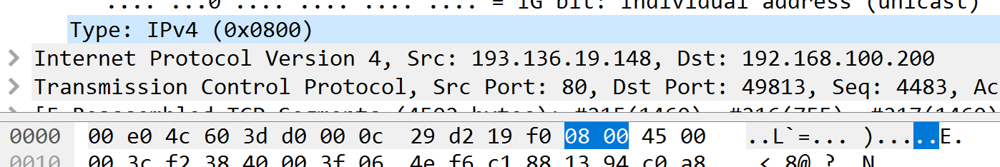 .... ...0 .... .... .... .... = IG bit: Individual address (unicast)
Type: IPv4 (0x0800)
Internet Protocol Version 4, Src: 193.136.19.148, Dst: 192.168.100.200
Transmission Control Protocol, Src Port: 80, Dst Port: 49813, Seq: 4483, Ac
[5 Reassembled TCP Segments (4502 bytes): #215(1460), #216(755), #217(1460)
0000 00 e0 4c 60 3d d0 00 0c 29 d2 19 f0 08 00 45 00 ..L`=... ).....E.
0010 00 3c f2 38 40 00 3f 06 4e f6 c1 88 13 94 c0 a8 .<.8@.?. N